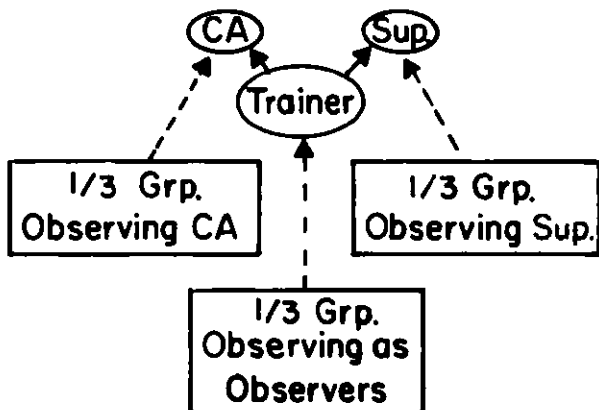 CA
Sup.
Trainer
1/3 Grp.
Observing CA
1/3 Grp.
Observing Sup.
1/3 Grp.
Observing as
Observers